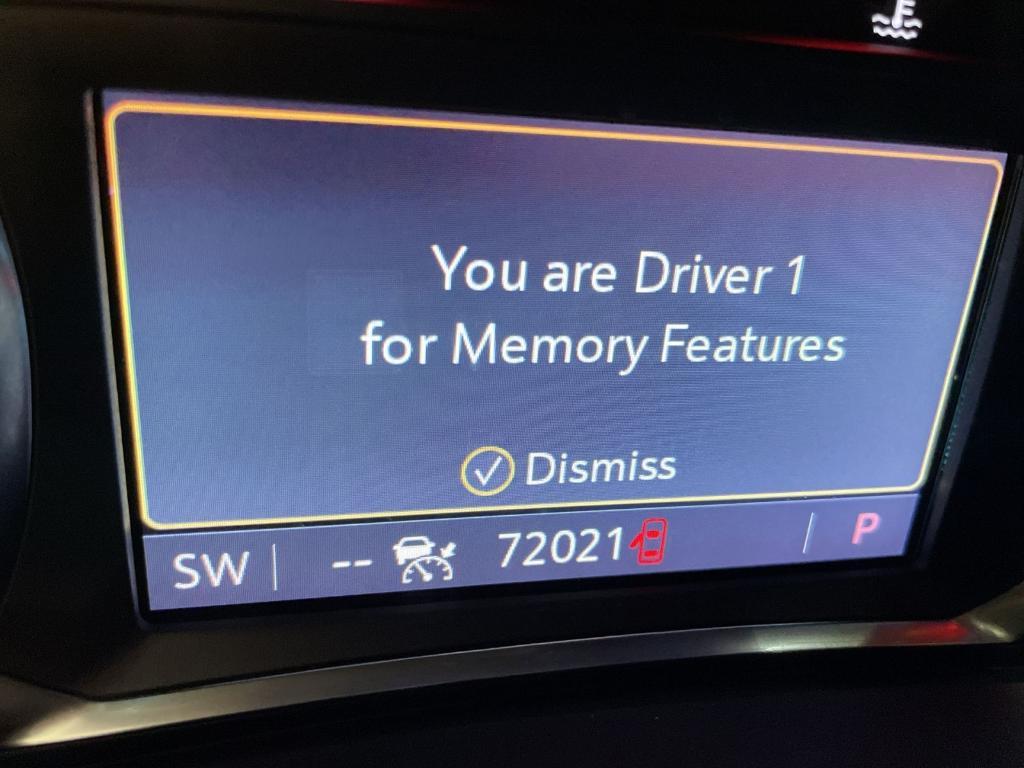 You are Driver 1
for Memory Features
Dismiss
SW -- 72021 P